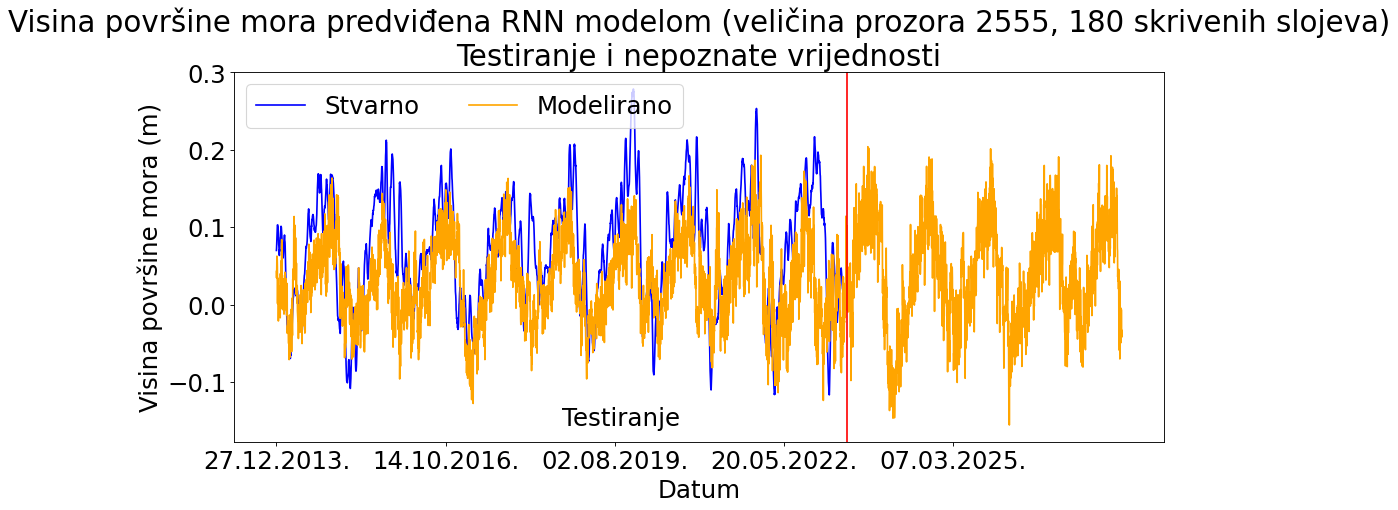 Visina površine mora predviđena RNN modelom (veličina prozora 2555, 180 skrivenih slojeva)
Testiranje i nepoznate vrijednosti
Stvarno
Modelirano
Visina površine mora (m)
0.3
0.2
0.1
0.0
−0.1
Testiranje
27.12.2013.
14.10.2016.
02.08.2019.
20.05.2022.
07.03.2025.
Datum